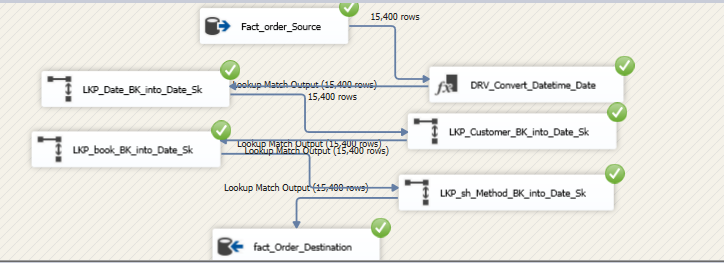 15,400 rows
Fact_order_Source
Lookup Match Output (15,400 rows)
DRV_Convert_Datetime_Date
LKP_Date_BK_into_Date_Sk
15,400 rows
LKP_Customer_BK_into_Date_Sk
Lookup Match Output (15,400 rows)
LKP_book_BK_into_Date_Sk
Lookup Match Output (15,400 rows)
Lookup Match Output (15,400 rows)
LKP_sh_Method_BK_into_Date_Sk
fact_Order_Destination